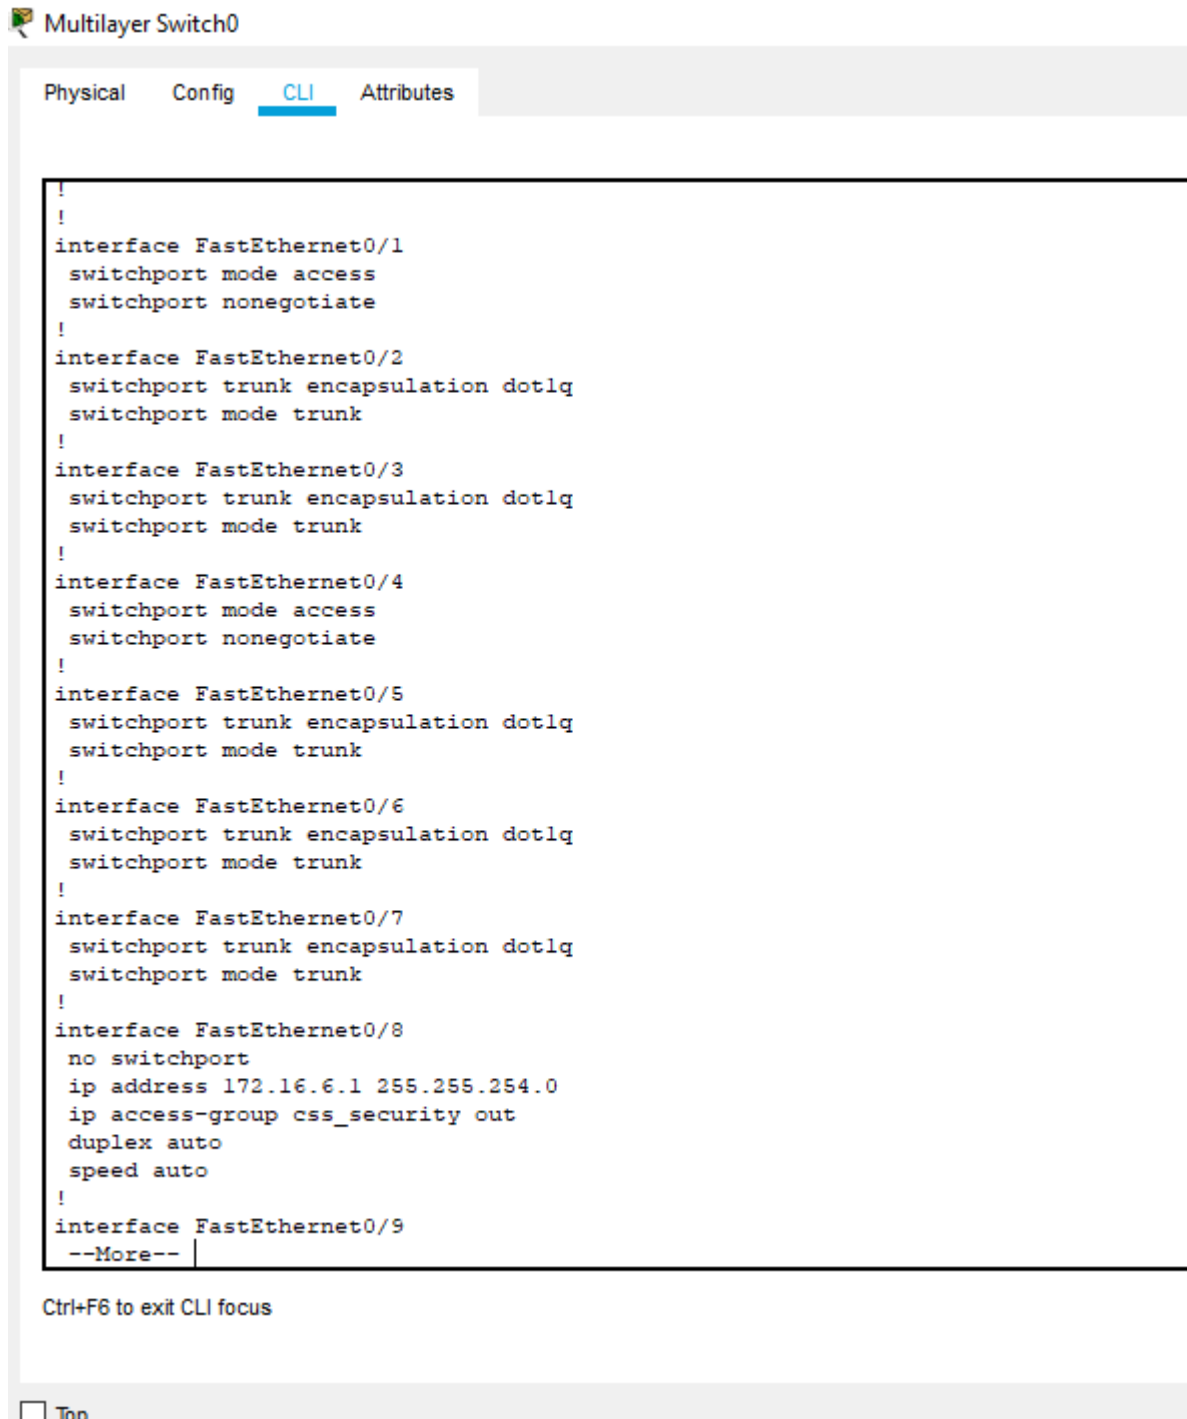 Multilayer Switch0
Physical Config CLI Attributes
!
!
interface FastEthernet0/1
switchport mode access
switchport nonegotiate
!
interface FastEthernet0/2
switchport trunk encapsulation dot1q
switchport mode trunk
!
interface FastEthernet0/3
switchport trunk encapsulation dot1q
switchport mode trunk
!
interface FastEthernet0/4
switchport mode access
switchport nonegotiate
!
interface FastEthernet0/5
switchport trunk encapsulation dot1q
switchport mode trunk
!
interface FastEthernet0/6
switchport trunk encapsulation dot1q
switchport mode trunk
!
interface FastEthernet0/7
switchport trunk encapsulation dot1q
switchport mode trunk
!
interface FastEthernet0/8
no switchport
ip address 172.16.6.1 255.255.254.0
ip access-group css_security out
duplex auto
speed auto
!
interface FastEthernet0/9
--More--
Ctrl+F6 to exit CLI focus
Top